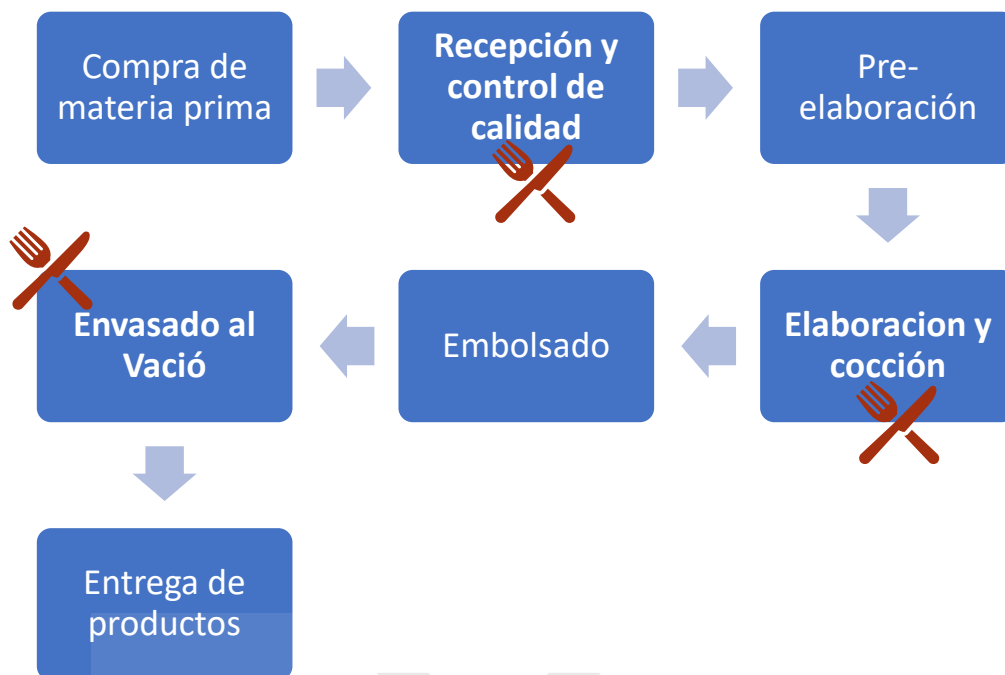 Compra de
materia prima
Recepción y
control de
calidad
Pre-
elaboración
Elaboracion y
cocción
Embolsado
Envasado al
Vació
Entrega de
productos